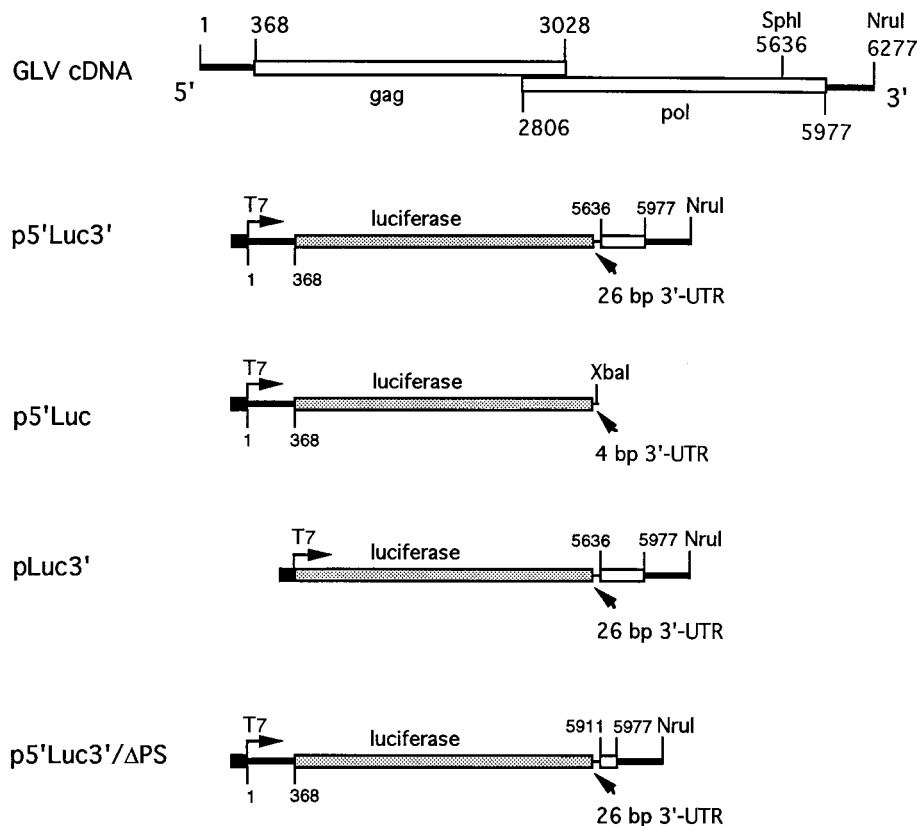 1 368 3028 SphI NruI
5636 6277
GLV cDNA
5' gag pol 3'
2806 5977
T7 luciferase 5636 5977 NruI
p5'Luc3'
1 368
26 bp 3'-UTR
T7 luciferase XbaI
p5'Luc
1 368
4 bp 3'-UTR
T7 luciferase 5636 5977 NruI
pLuc3'
26 bp 3'-UTR
T7 luciferase 5911 5977 NruI
p5'Luc3'/ΔPS
1 368
26 bp 3'-UTR